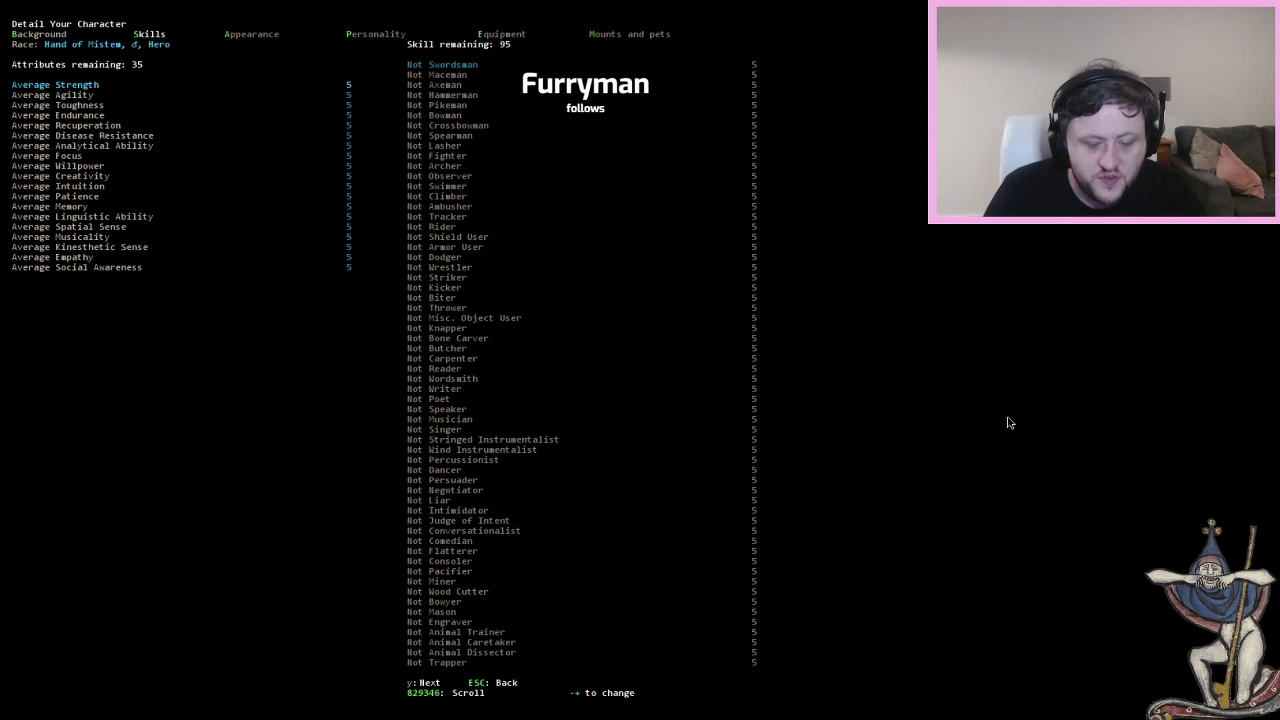 Detail Your Character
Background Skills Appearance Personality Equipment Mounts and pets
Race: Hand of Mistem, ♂, Hero
Skill remaining: 95
Attributes remaining: 35
Average Strength 5
Average Agility 5
Average Toughness 5
Average Endurance 5
Average Recuperation 5
Average Disease Resistance 5
Average Analytical Ability 5
Average Focus 5
Average Willpower 5
Average Creativity 5
Average Intuition 5
Average Patience 5
Average Memory 5
Average Linguistic Ability 5
Average Spatial Sense 5
Average Musicality 5
Average Kinesthetic Sense 5
Average Empathy 5
Average Social Awareness 5
Not Swordsman 5
Not Maceman 5
Not Axeman 5
Not Hammerman 5
Not Pikeman 5
Not Bowman 5
Not Crossbowman 5
Not Spearman 5
Not Lasher 5
Not Fighter 5
Not Archer 5
Not Observer 5
Not Swimmer 5
Not Climber 5
Not Ambusher 5
Not Tracker 5
Not Rider 5
Not Shield User 5
Not Armor User 5
Not Dodger 5
Not Wrestler 5
Not Striker 5
Not Kicker 5
Not Biter 5
Not Thrower 5
Not Misc. Object User 5
Not Knapper 5
Not Bone Carver 5
Not Butcher 5
Not Carpenter 5
Not Reader 5
Not Wordsmith 5
Not Writer 5
Not Poet 5
Not Speaker 5
Not Musician 5
Not Singer 5
Not Stringed Instrumentalist 5
Not Wind Instrumentalist 5
Not Percussionist 5
Not Dancer 5
Not Persuader 5
Not Negotiator 5
Not Liar 5
Not Intimidator 5
Not Judge of Intent 5
Not Conversationalist 5
Not Comedian 5
Not Flatterer 5
Not Consoler 5
Not Pacifier 5
Not Miner 5
Not Wood Cutter 5
Not Bowyer 5
Not Mason 5
Not Engraver 5
Not Animal Trainer 5
Not Animal Caretaker 5
Not Animal Dissector 5
Not Trapper 5
Furryman
follows
y: Next ESC: Back
829346: Scroll -+ to change